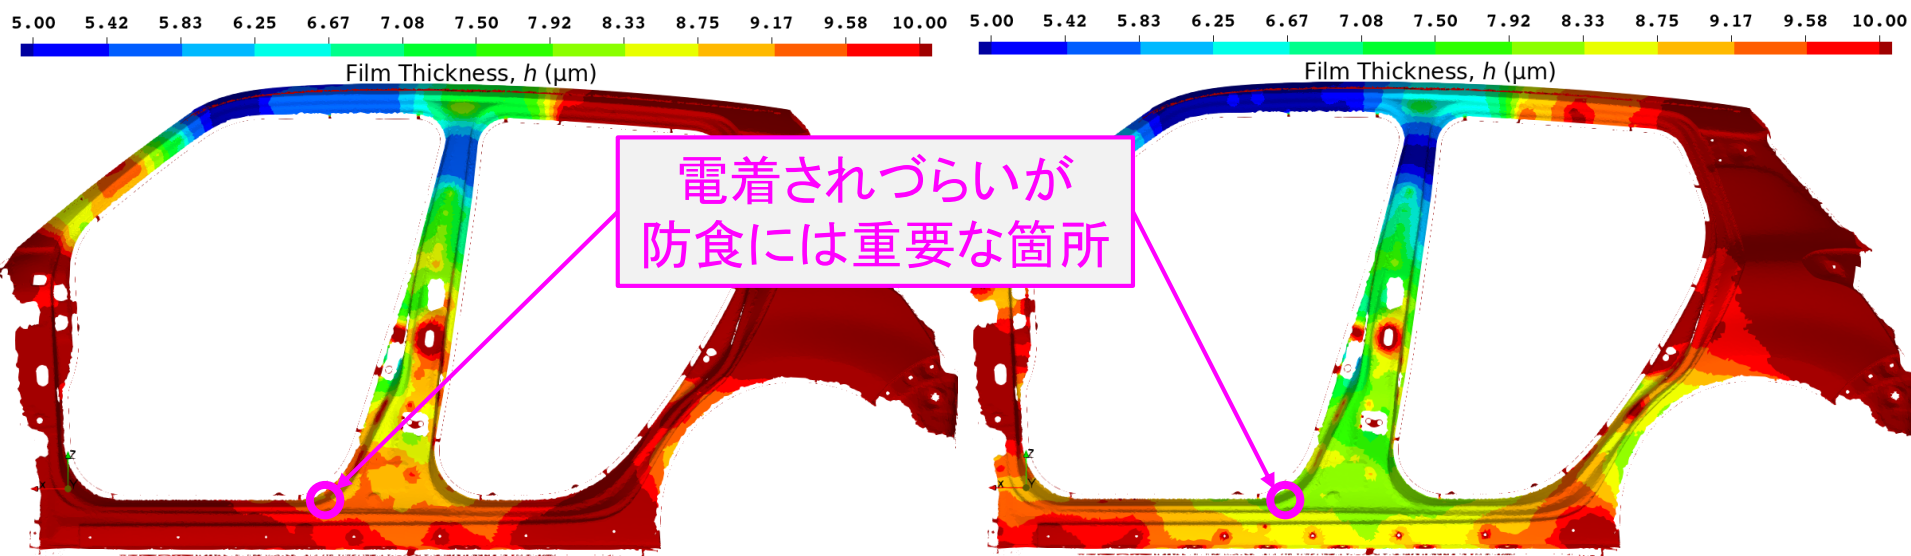 5.00 5.42 5.83 6.25 6.67 7.08 7.50 7.92 8.33 8.75 9.17 9.58 10.00
Film Thickness, h (μm)
5.00 5.42 5.83 6.25 6.67 7.08 7.50 7.92 8.33 8.75 9.17 9.58 10.00
Film Thickness, h (μm)
電着されづらいが
防食には重要な箇所
Z
X
Z
X
Y